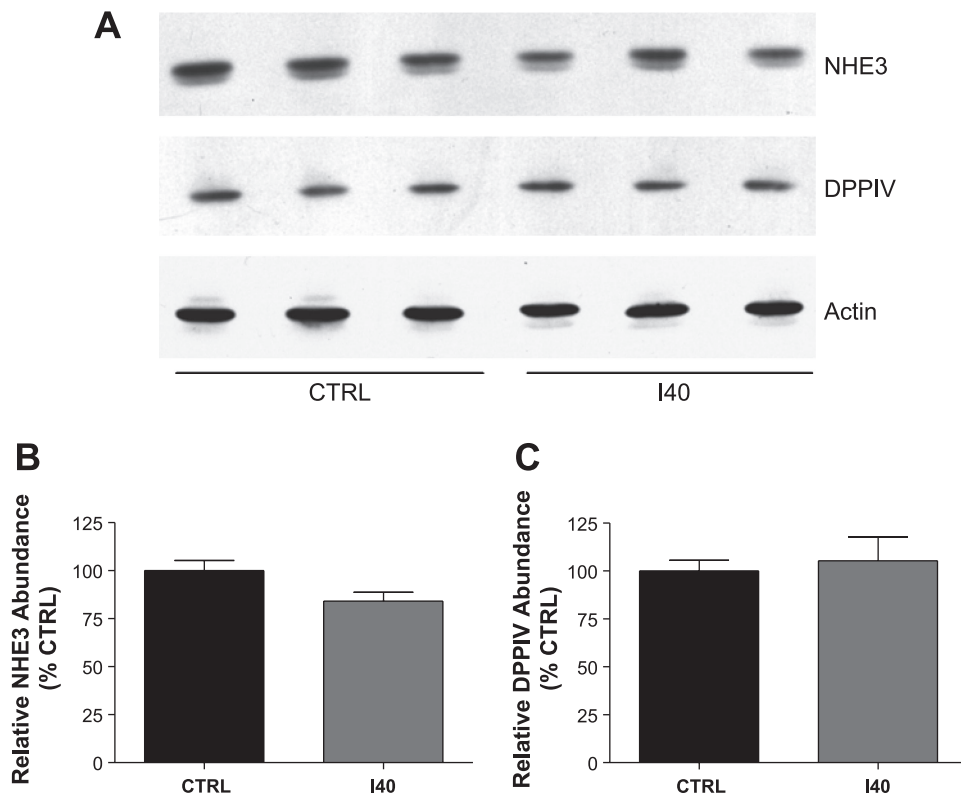 A
NHE3
DPPIV
Actin
CTRL
I40
B
Relative NHE3 Abundance
(% CTRL)
125
100
75
50
25
0
CTRL
I40
C
Relative DPPIV Abundance
(% CTRL)
125
100
75
50
25
0
CTRL
I40